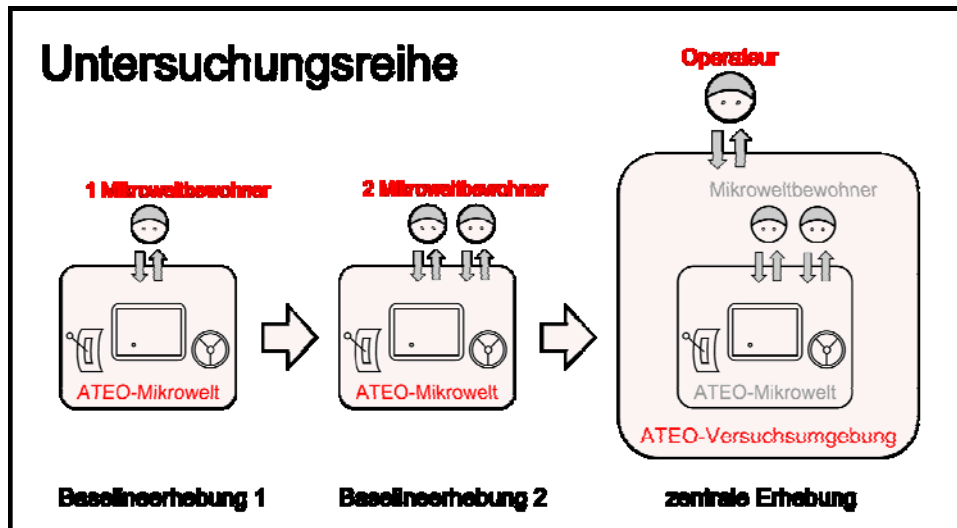 Untersuchungsreihe
Operateur
1 Mikroweltbewohner
2 Mikroweltbewohner
Mikroweltbewohner
ATEO-Mikrowelt
ATEO-Mikrowelt
ATEO-Mikrowelt
ATEO-Versuchsumgebung
Baselineerhebung 1
Baselineerhebung 2
zentrale Erhebung